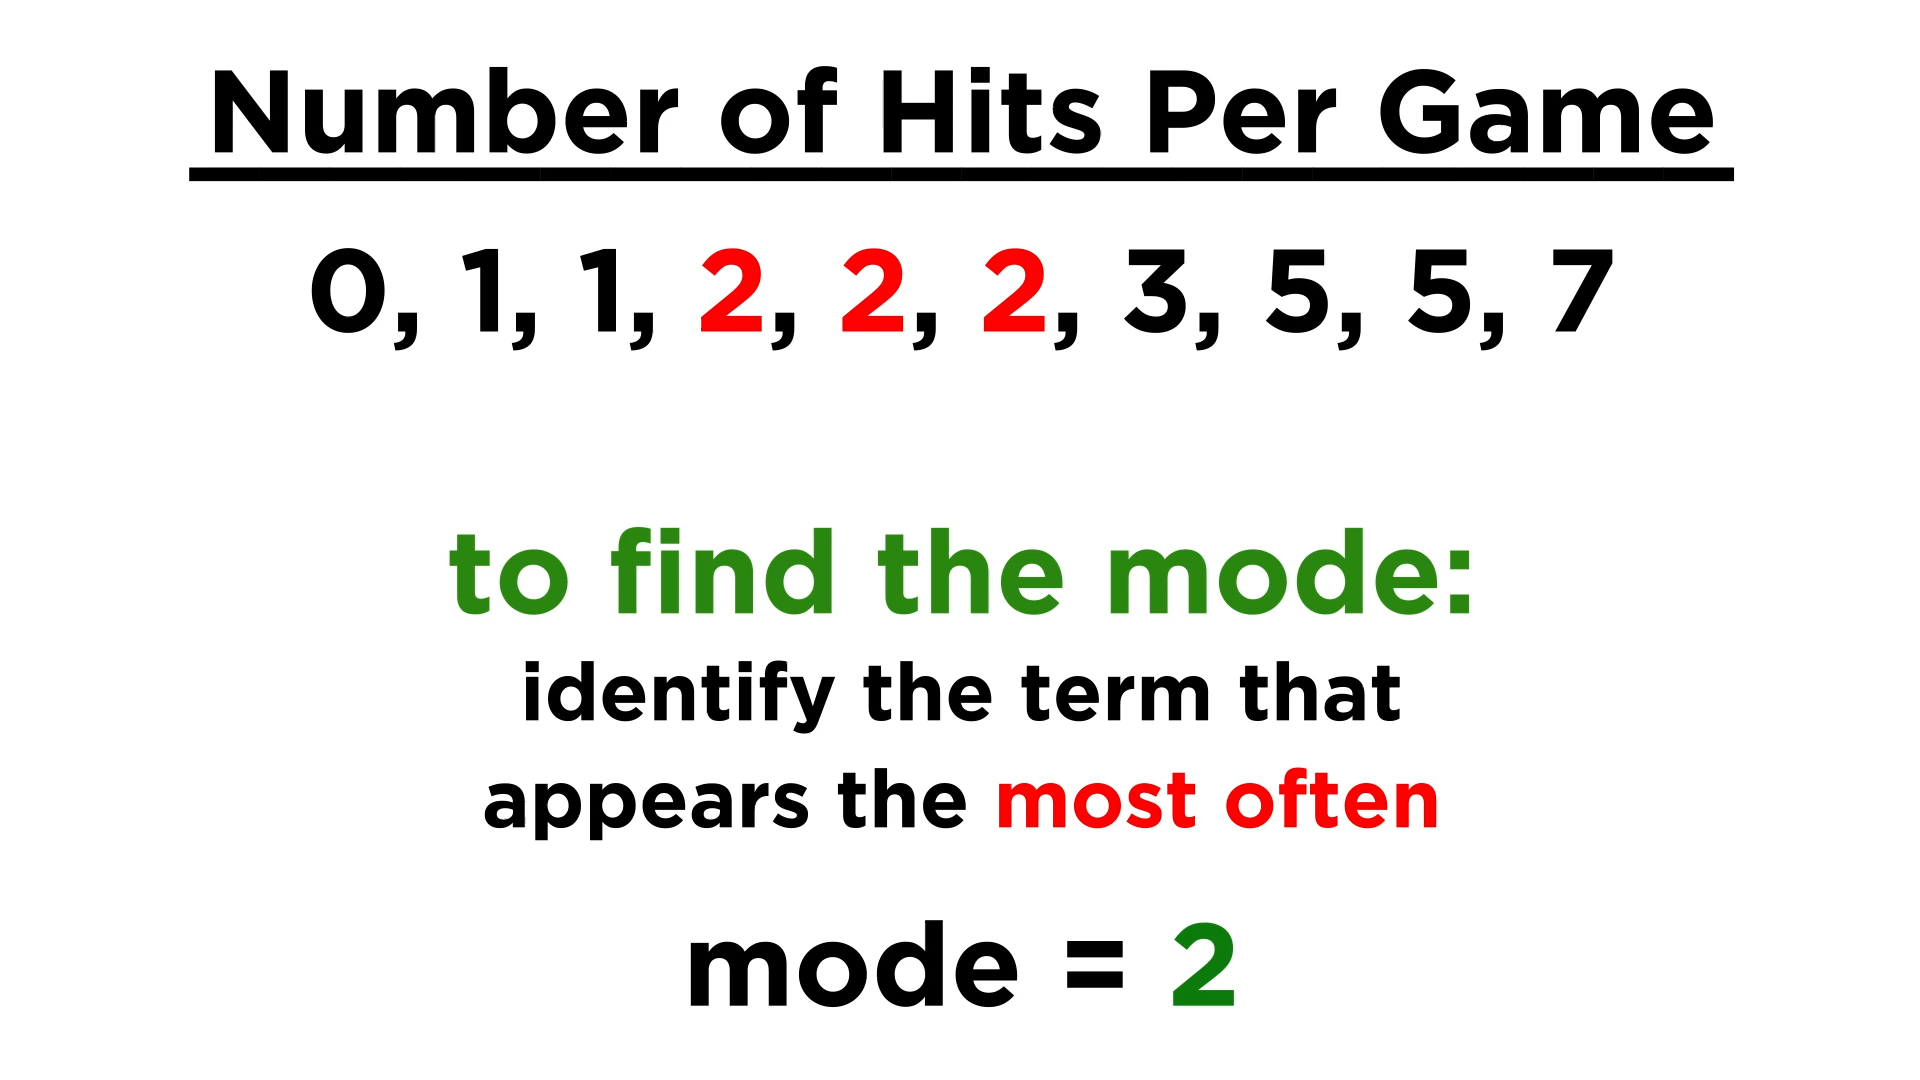 Number of Hits Per Game
0, 1, 1, 2, 2, 2, 3, 5, 5, 7
to find the mode:
identify the term that
appears the most often
mode = 2